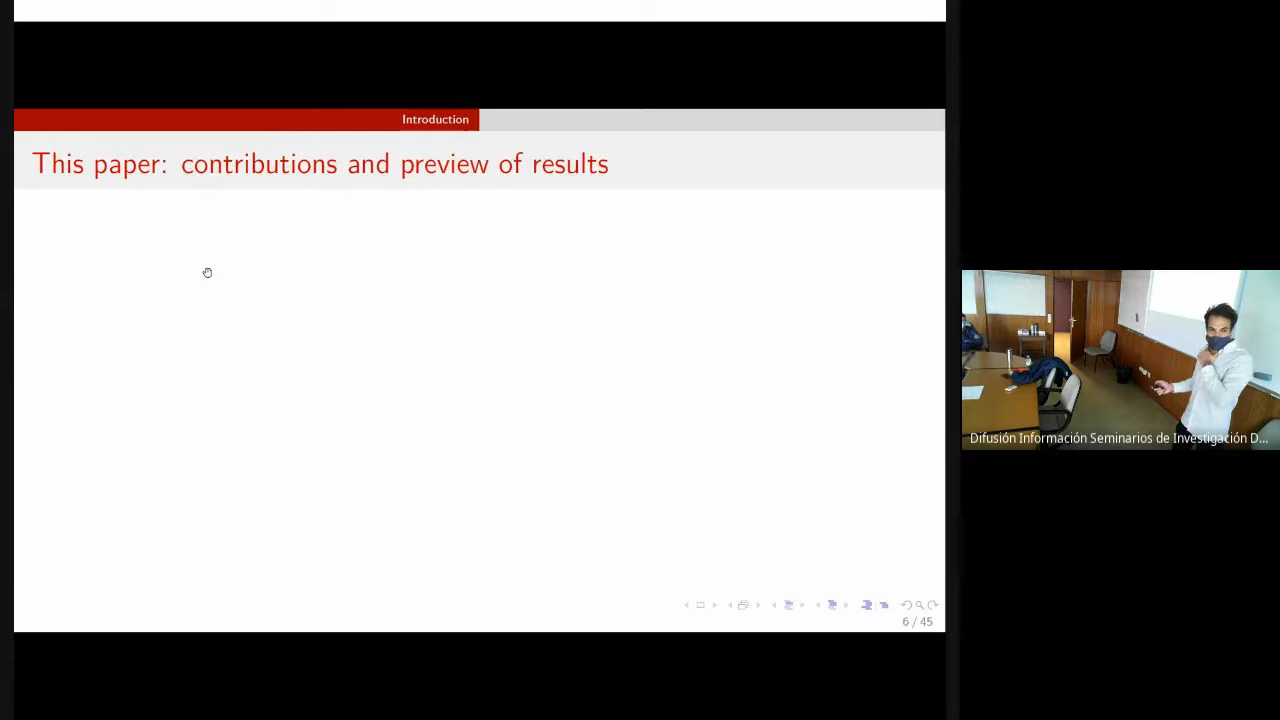 Introduction
This paper: contributions and preview of results
6 / 45
Difusión Información Seminarios de Investigación D...